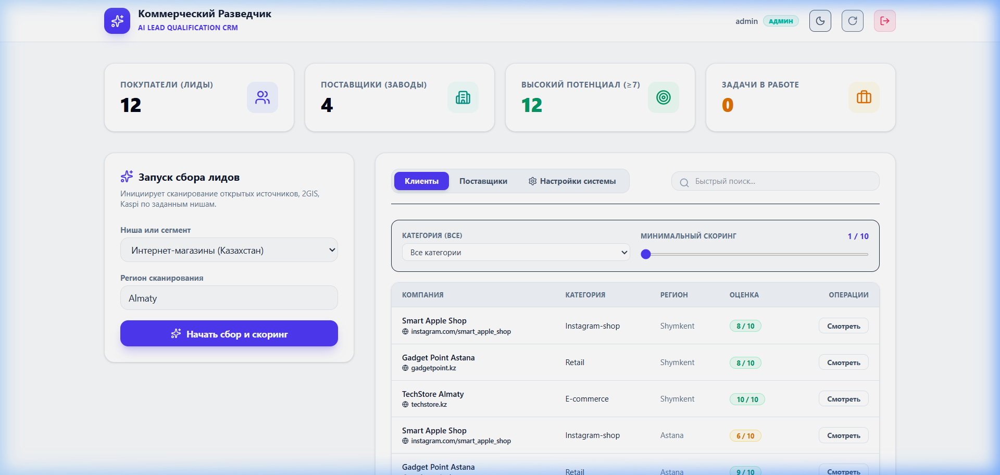 Коммерческий Разведчик
AI LEAD QUALIFICATION CRM
admin АДМИН
ПОКУПАТЕЛИ (ЛИДЫ)
12
ПОСТАВЩИКИ (ЗАВОДЫ)
4
ВЫСОКИЙ ПОТЕНЦИАЛ (≥7)
12
ЗАДАЧИ В РАБОТЕ
0
Запуск сбора лидов
Инициирует сканирование открытых источников, 2GIS,
Kaspi по заданным нишам.
Ниша или сегмент
Интернет-магазины (Казахстан)
Регион сканирования
Almaty
Начать сбор и скоринг
Клиенты Поставщики Настройки системы
Быстрый поиск...
КАТЕГОРИЯ (ВСЕ)
Все категории
МИНИМАЛЬНЫЙ СКОРИНГ 1 / 10
КОМПАНИЯ КАТЕГОРИЯ РЕГИОН ОЦЕНКА ОПЕРАЦИИ
Smart Apple Shop
instagram.com/smart_apple_shop
Instagram-shop Shymkent 8 / 10 Смотреть
Gadget Point Astana
gadgetpoint.kz
Retail Shymkent 8 / 10 Смотреть
TechStore Almaty
techstore.kz
E-commerce Shymkent 10 / 10 Смотреть
Smart Apple Shop
instagram.com/smart_apple_shop
Instagram-shop Astana 6 / 10 Смотреть
Gadget Point Astana
Retail Astana 9 / 10 Смотреть